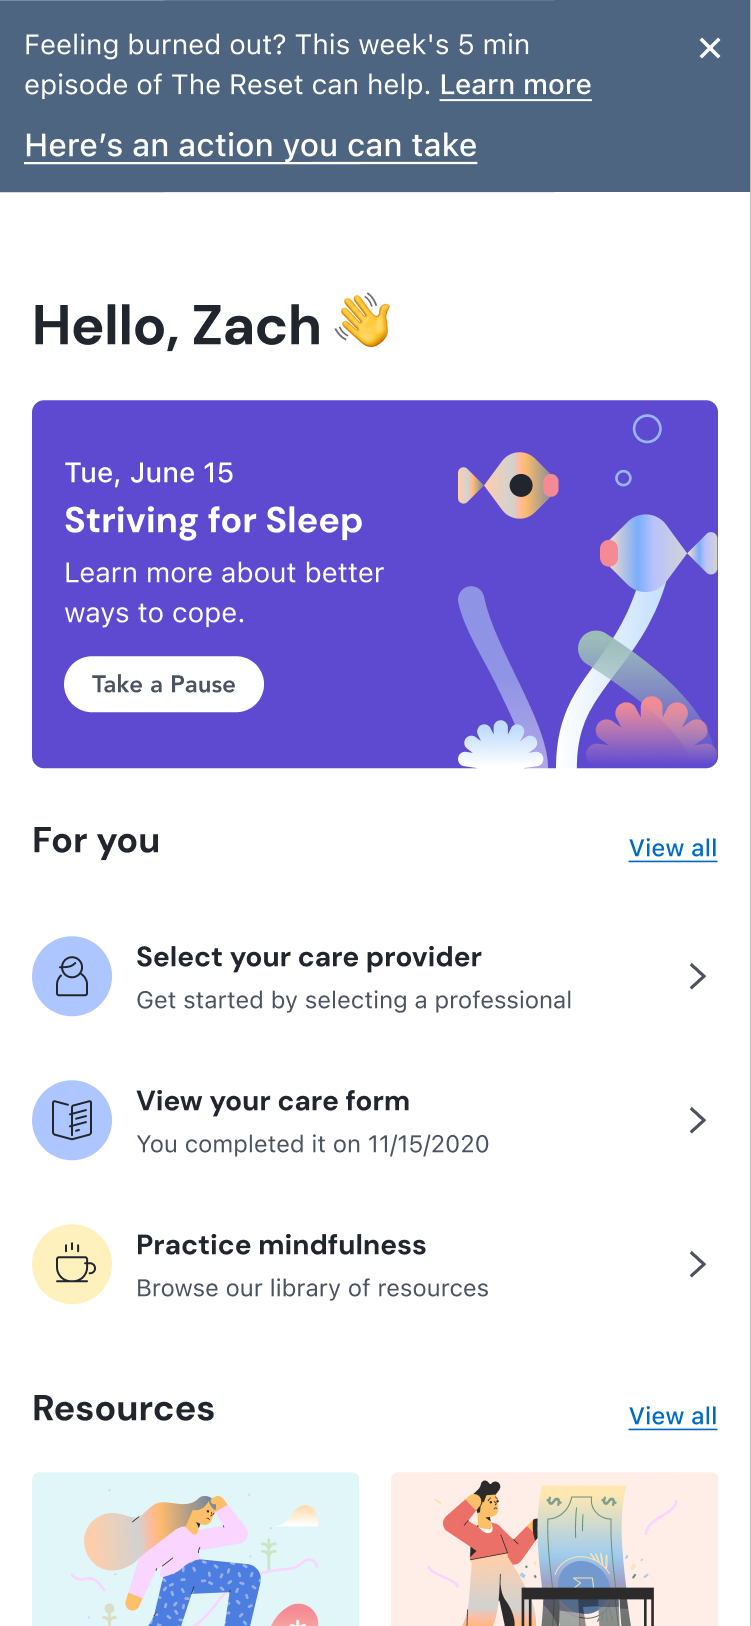 Feeling burned out? This week's 5 min
episode of The Reset can help. Learn more
Here’s an action you can take
Hello, Zach 👋
Tue, June 15
Striving for Sleep
Learn more about better
ways to cope.
Take a Pause
For you
View all
Select your care provider
Get started by selecting a professional
View your care form
You completed it on 11/15/2020
Practice mindfulness
Browse our library of resources
Resources
View all
$ $